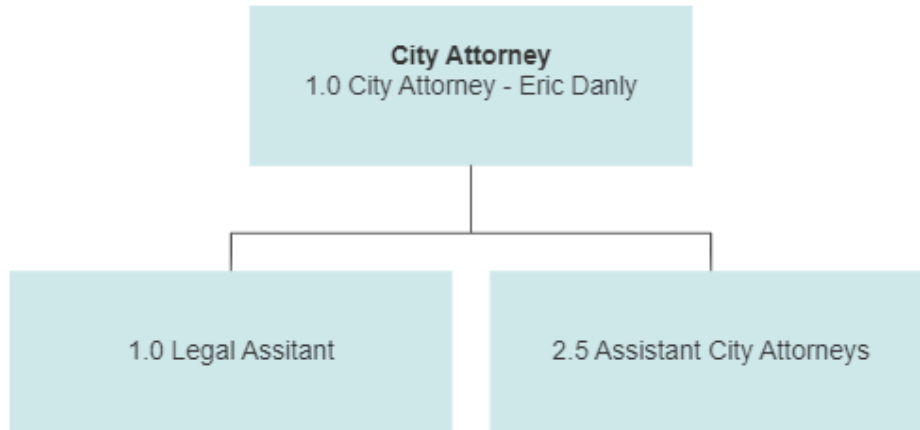 City Attorney
1.0 City Attorney - Eric Danly
1.0 Legal Assitant
2.5 Assistant City Attorneys